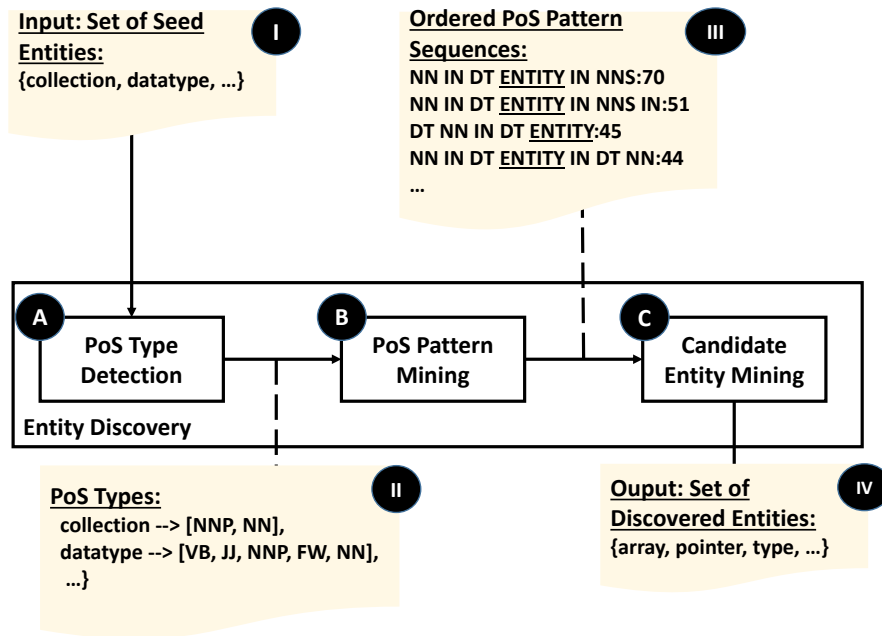 Input: Set of Seed
Entities:
{collection, datatype, …}
I
Ordered PoS Pattern
Sequences:
NN IN DT ENTITY IN NNS:70
NN IN DT ENTITY IN NNS IN:51
DT NN IN DT ENTITY:45
NN IN DT ENTITY IN DT NN:44
…
III
A
PoS Type
Detection
B
PoS Pattern
Mining
C
Candidate
Entity Mining
Entity Discovery
PoS Types:
collection --> [NNP, NN],
datatype --> [VB, JJ, NNP, FW, NN],
…}
II
Ouput: Set of
Discovered Entities:
{array, pointer, type, …}
IV